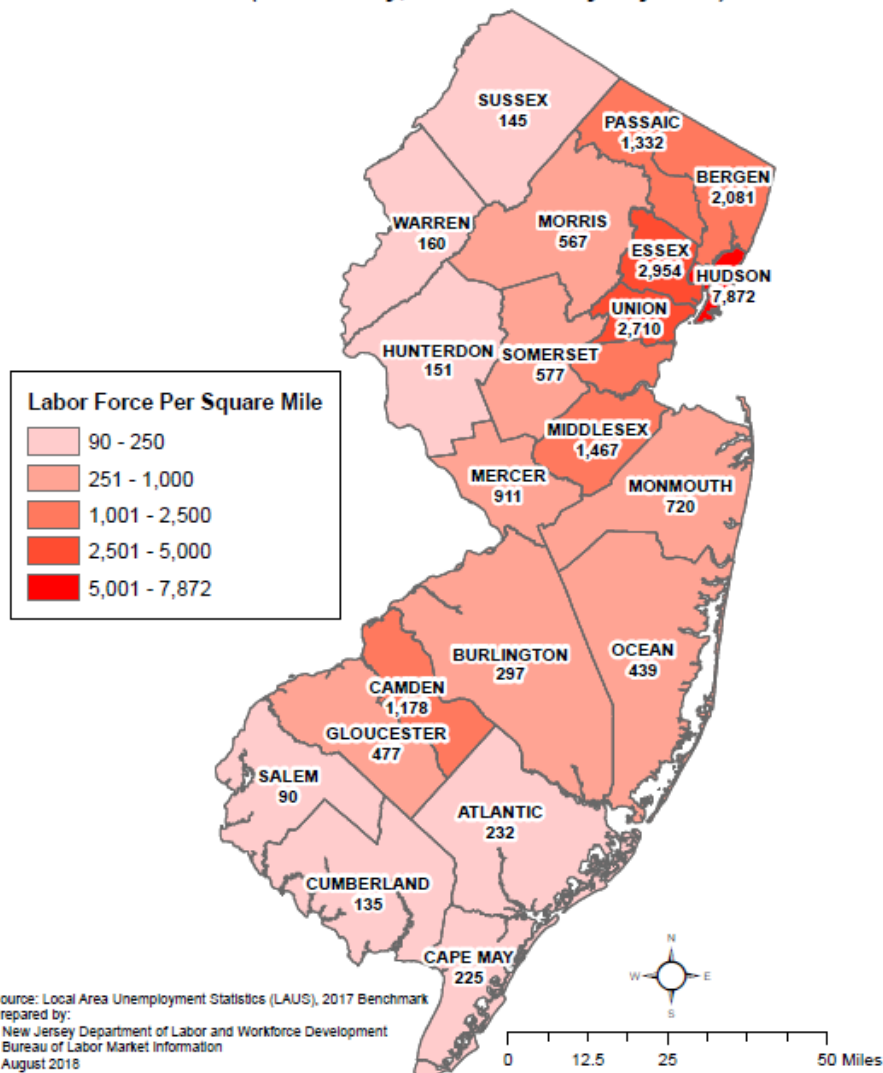 SUSSEX
145
PASSAIC
1,332
BERGEN
2,081
WARREN
160
MORRIS
567
ESSEX
2,954
HUDSON
7,872
UNION
2,710
HUNTERDON
151
SOMERSET
577
Labor Force Per Square Mile
90 - 250
251 - 1,000
1,001 - 2,500
2,501 - 5,000
5,001 - 7,872
MIDDLESEX
1,467
MERCER
911
MONMOUTH
720
BURLINGTON
297
OCEAN
439
CAMDEN
1,178
GLOUCESTER
477
SALEM
90
ATLANTIC
232
CUMBERLAND
135
CAPE MAY
225
N
W
E
S
ource: Local Area Unemployment Statistics (LAUS), 2017 Benchmark
repared by:
New Jersey Department of Labor and Workforce Development
Bureau of Labor Market Information
August 2018
0 12.5 25 50 Miles